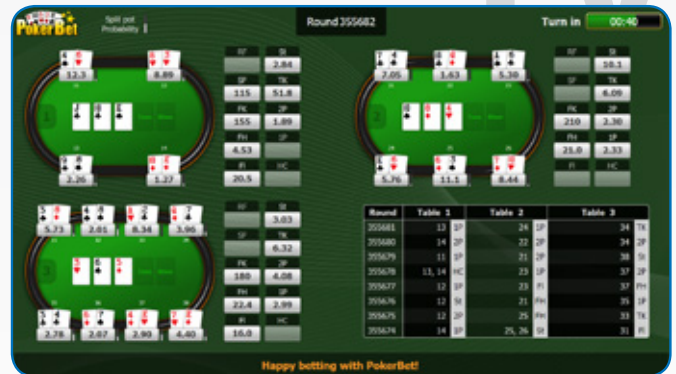 PokerBet
Split pot
Probability
Round 355682
Turn in 00:40
12.3 8.89
1
2.26 1.27
RF St
2.84
SF TK
115 51.8
FK 2P
155 1.89
FH 1P
4.53
Fl HC
20.5
7.05 1.63 5.30
2
5.76 11.1 8.44
RF St
10.1
SF TK
6.09
FK 2P
210 2.30
FH 1P
21.0 2.33
Fl HC
5.73 2.01 8.34 3.96
3
2.78 2.07 2.90 4.40
RF St
3.03
SF TK
6.32
FK 2P
180 4.08
FH 1P
22.4 2.99
Fl HC
16.0
Round Table 1 Table 2 Table 3
355681 13 1P 24 1P 34 TK
355680 14 2P 22 2P 34 2P
355679 11 1P 21 2P 38 St
355678 13, 14 HC 23 1P 37 2P
355677 12 1P 23 Fl 37 FH
355676 12 St 21 FH 35 1P
355675 12 2P 25 FH 33 TK
355674 14 1P 25, 26 St 31 Fl
Happy betting with PokerBet!